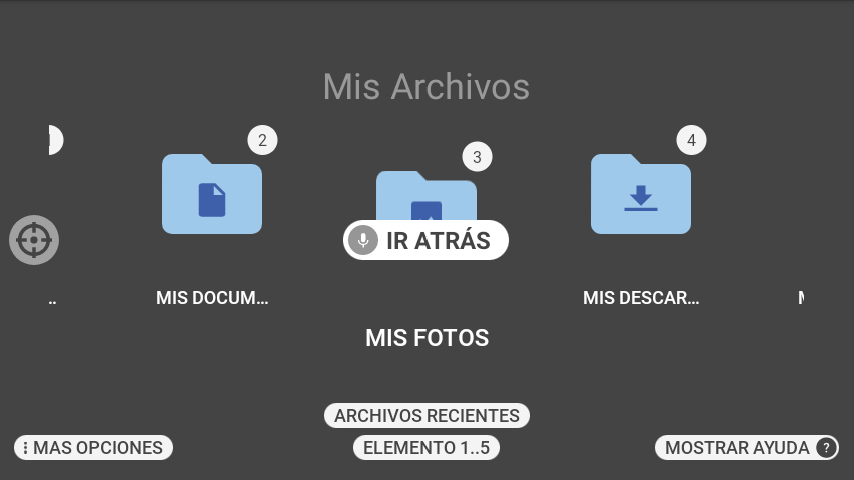 Mis Archivos
2
3
4
IR ATRÁS
..
MIS DOCUM...
MIS DESCAR...
MIS FOTOS
ARCHIVOS RECIENTES
MAS OPCIONES
ELEMENTO 1..5
MOSTRAR AYUDA ?